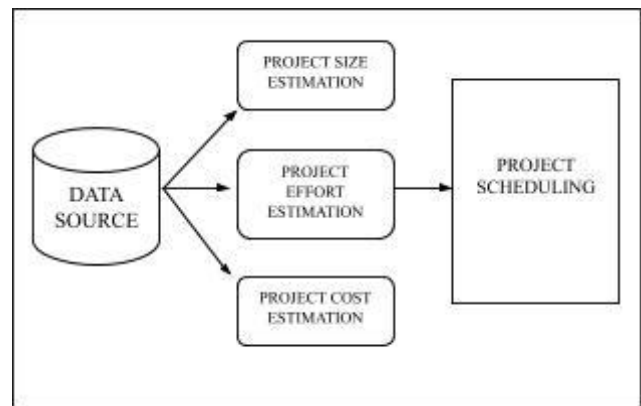 PROJECT SIZE
ESTIMATION
DATA
SOURCE
PROJECT
EFFORT
ESTIMATION
PROJECT
SCHEDULING
PROJECT COST
ESTIMATION